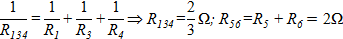 1/R₁₃₄ = 1/R₁ + 1/R₃ + 1/R₄ ⇒ R₁₃₄ = 2/3 Ω; R₅₆ = R₅ + R₆ = 2Ω